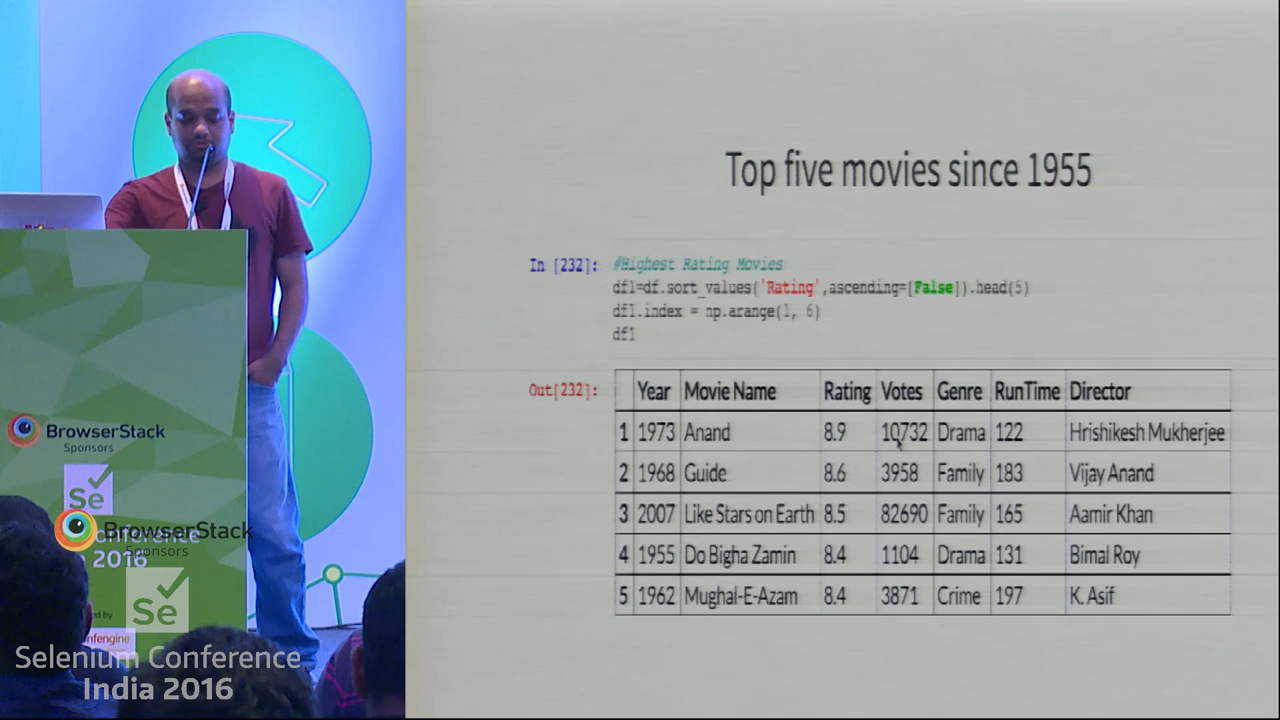 Top five movies since 1955
In [232]: #Highest Rating Movies
df1=df.sort_values('Rating',ascending=[False]).head(5)
df1.index = np.arange(1, 6)
df1
Out[232]:
Year Movie Name Rating Votes Genre RunTime Director
1 1973 Anand 8.9 10732 Drama 122 Hrishikesh Mukherjee
2 1968 Guide 8.6 3958 Family 183 Vijay Anand
3 2007 Like Stars on Earth 8.5 82690 Family 165 Aamir Khan
4 1955 Do Bigha Zamin 8.4 1104 Drama 131 Bimal Roy
5 1962 Mughal-E-Azam 8.4 3871 Crime 197 K. Asif
BrowserStack
Sponsors
Se
2016
BrowserStack
Sponsors
Se
Selenium Conference
India 2016